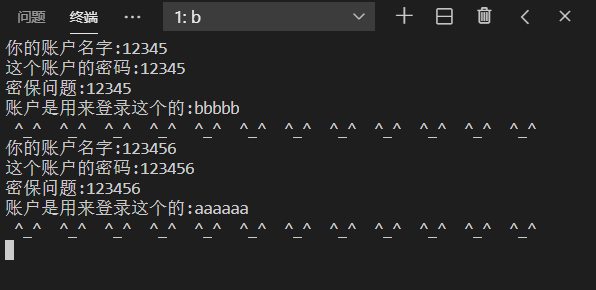 问题 终端 ··· 1: b
你的账户名字:12345
这个账户的密码:12345
密保问题:12345
账户是用来登录这个的:bbbbb
^_^ ^_^ ^_^ ^_^ ^_^ ^_^ ^_^ ^_^ ^_^ ^_^ ^_^ ^_^
你的账户名字:123456
这个账户的密码:123456
密保问题:123456
账户是用来登录这个的:aaaaaa
^_^ ^_^ ^_^ ^_^ ^_^ ^_^ ^_^ ^_^ ^_^ ^_^ ^_^ ^_^